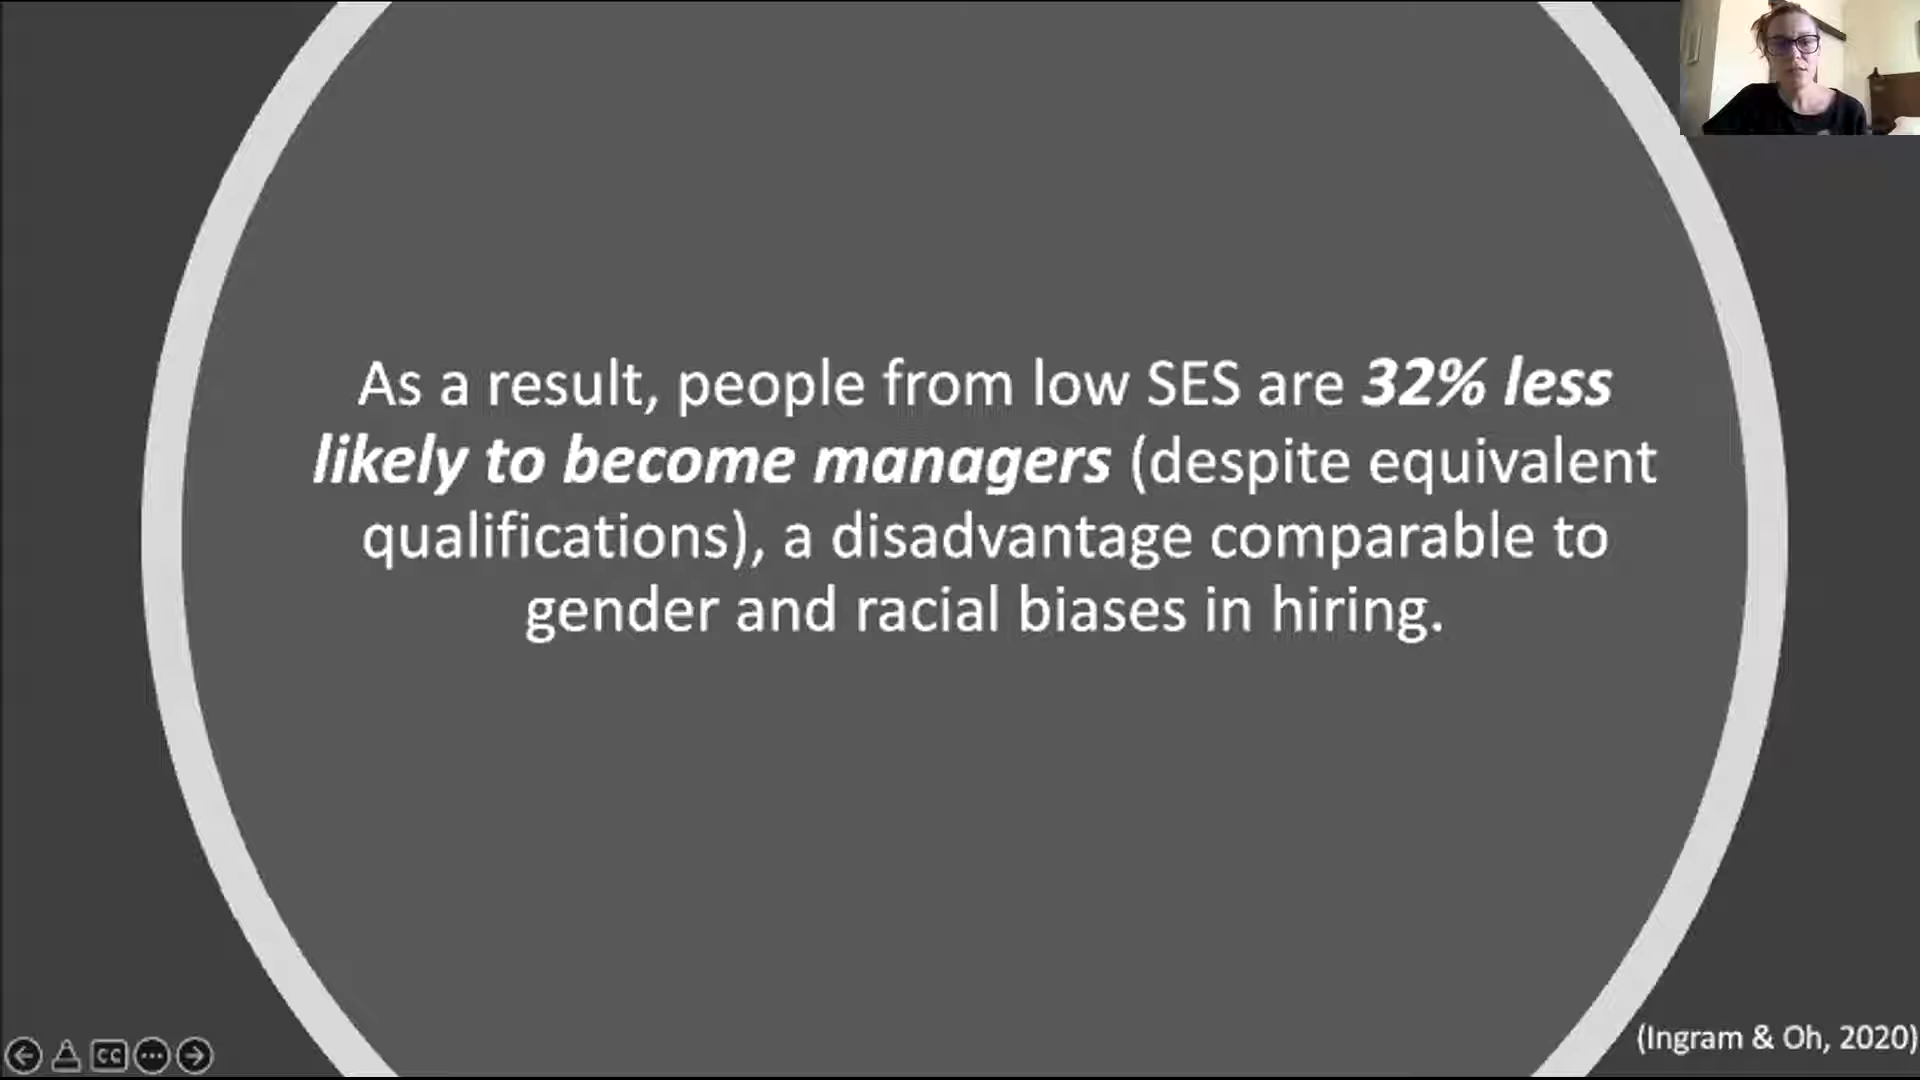 As a result, people from low SES are 32% less
likely to become managers (despite equivalent
qualifications), a disadvantage comparable to
gender and racial biases in hiring.
(Ingram & Oh, 2020)
CC